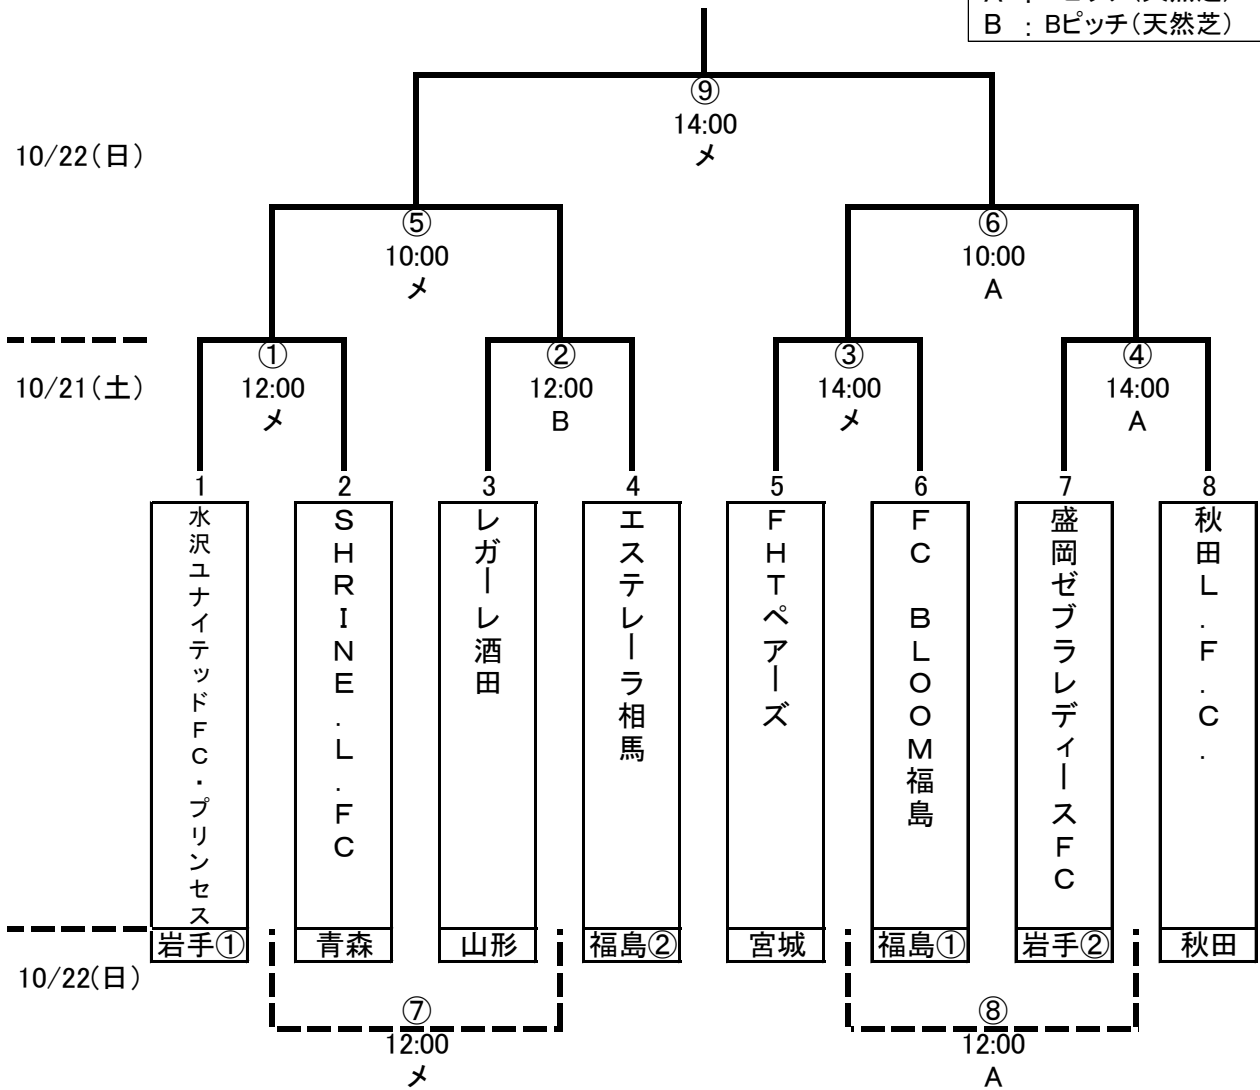 B : Bピッチ(天然芝)
⑨
14:00
メ
10/22(日)
⑤
10:00
メ
⑥
10:00
A
10/21(土)
①
12:00
メ
②
12:00
B
③
14:00
メ
④
14:00
A
1
2
3
4
5
6
7
8
水沢ユナイテッドFC・プリンセス
SHRINE.L.FC
レガーレ酒田
エステレーラ相馬
FHTペアーズ
FC BLOOM福島
盛岡ゼブラレディースFC
秋田L.F.C.
岩手①
青森
山形
福島②
宮城
福島①
岩手②
秋田
10/22(日)
⑦
12:00
メ
⑧
12:00
A